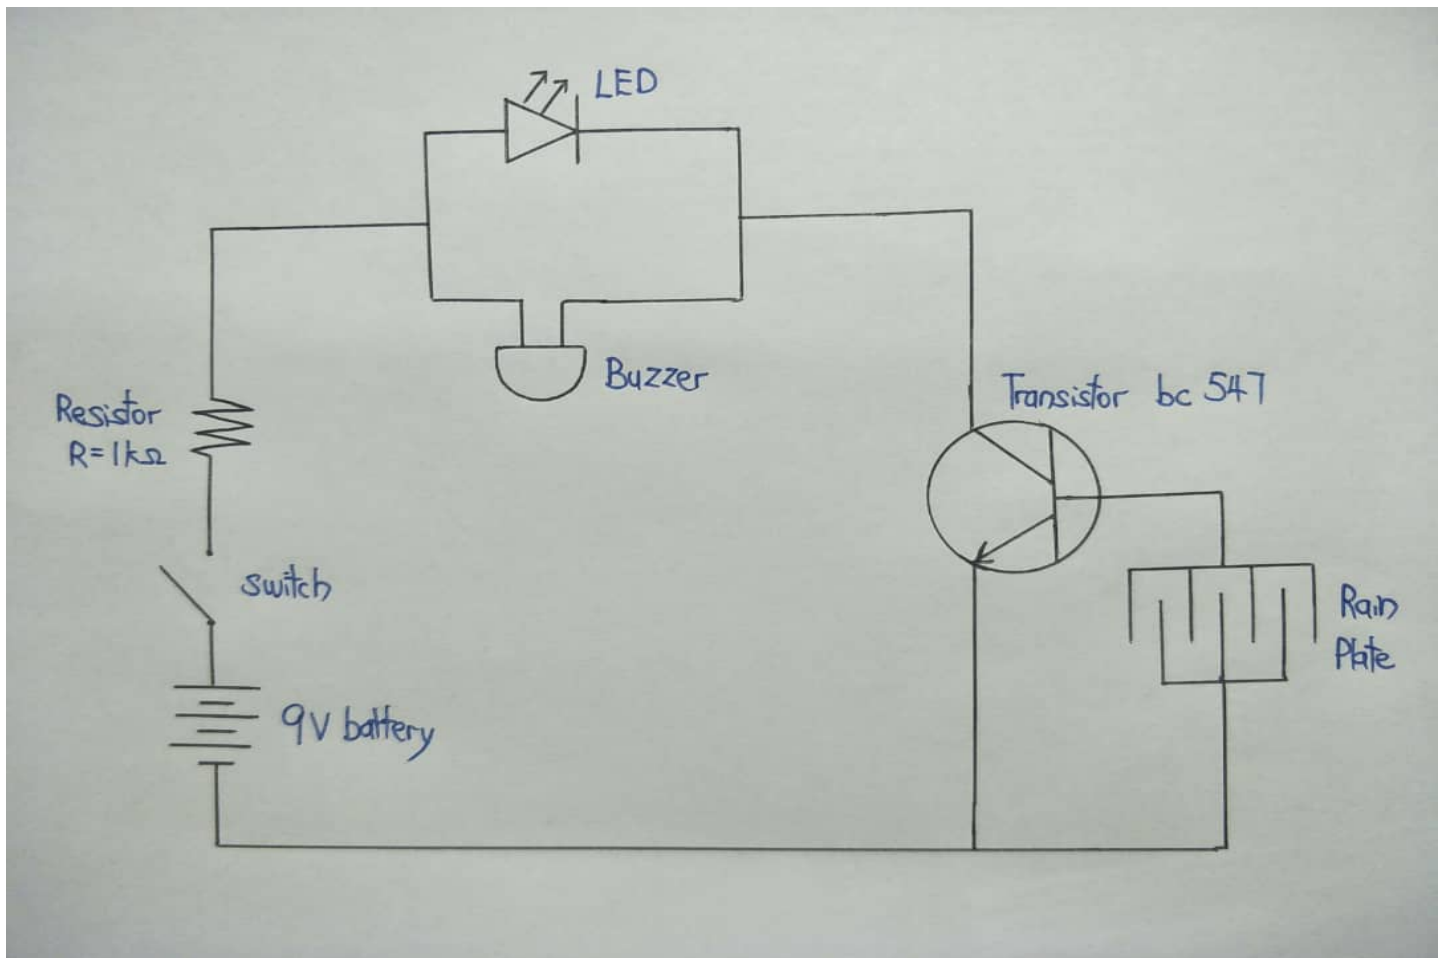 LED
Buzzer
Transistor bc 547
Resistor
R=1kΩ
switch
Rain
Plate
9V battery